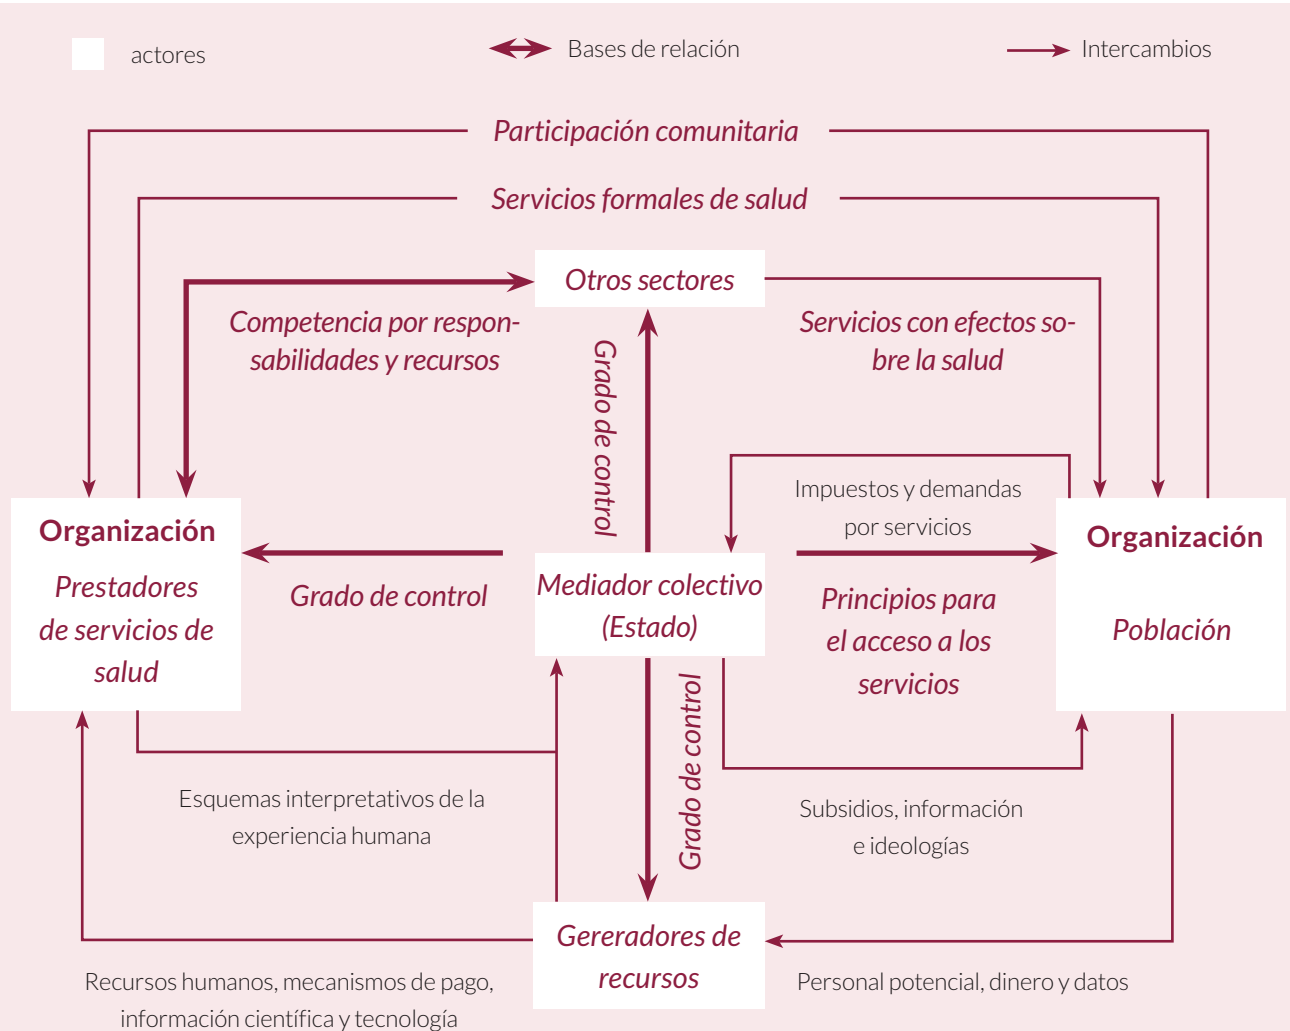 actores
Bases de relación
Intercambios
Participación comunitaria
Servicios formales de salud
Otros sectores
Competencia por respon-
sabilidades y recursos
Servicios con efectos so-
bre la salud
Grado de control
Impuestos y demandas
por servicios
Organización
Prestadores
de servicios de
salud
Grado de control
Mediador colectivo
(Estado)
Principios para
el acceso a los
servicios
Organización
Población
Grado de control
Esquemas interpretativos de la
experiencia humana
Subsidios, información
e ideologías
Gereradores de
recursos
Recursos humanos, mecanismos de pago,
información científica y tecnología
Personal potencial, dinero y datos